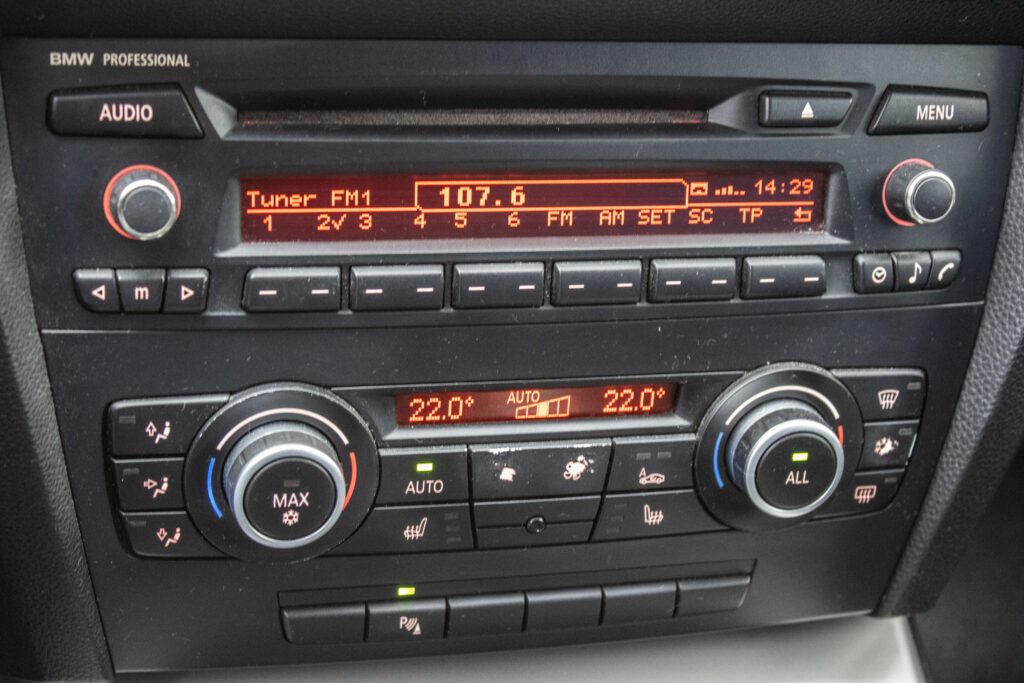 BMW PROFESSIONAL
AUDIO
MENU
Tuner FM1 107.6 14:29
1 2√ 3 4 5 6 FM AM SET SC TP
m
22.0° AUTO 22.0°
MAX
AUTO
A
ALL
P